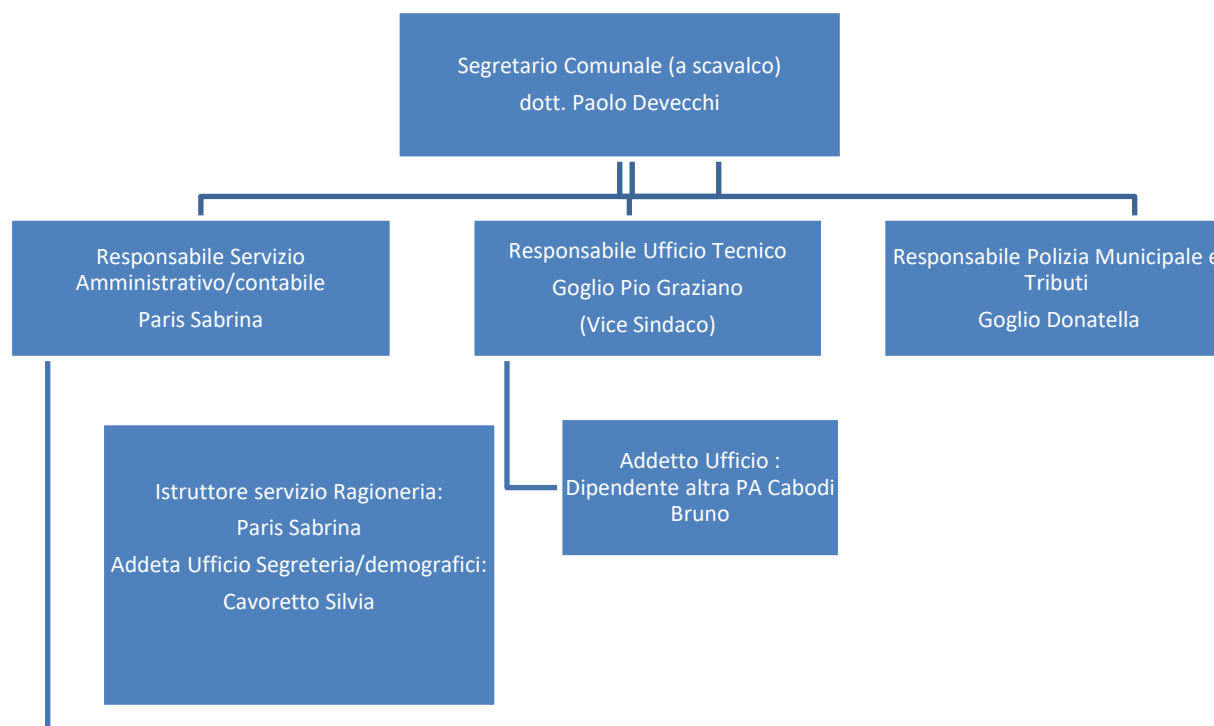 Segretario Comunale (a scavalco)
dott. Paolo Devecchi
Responsabile Servizio
Amministrativo/contabile
Paris Sabrina
Responsabile Ufficio Tecnico
Goglio Pio Graziano
(Vice Sindaco)
Responsabile Polizia Municipale e
Tributi
Goglio Donatella
Istruttore servizio Ragioneria:
Paris Sabrina
Addeta Ufficio Segreteria/demografici:
Cavoretto Silvia
Addetto Ufficio :
Dipendente altra PA Cabodi
Bruno